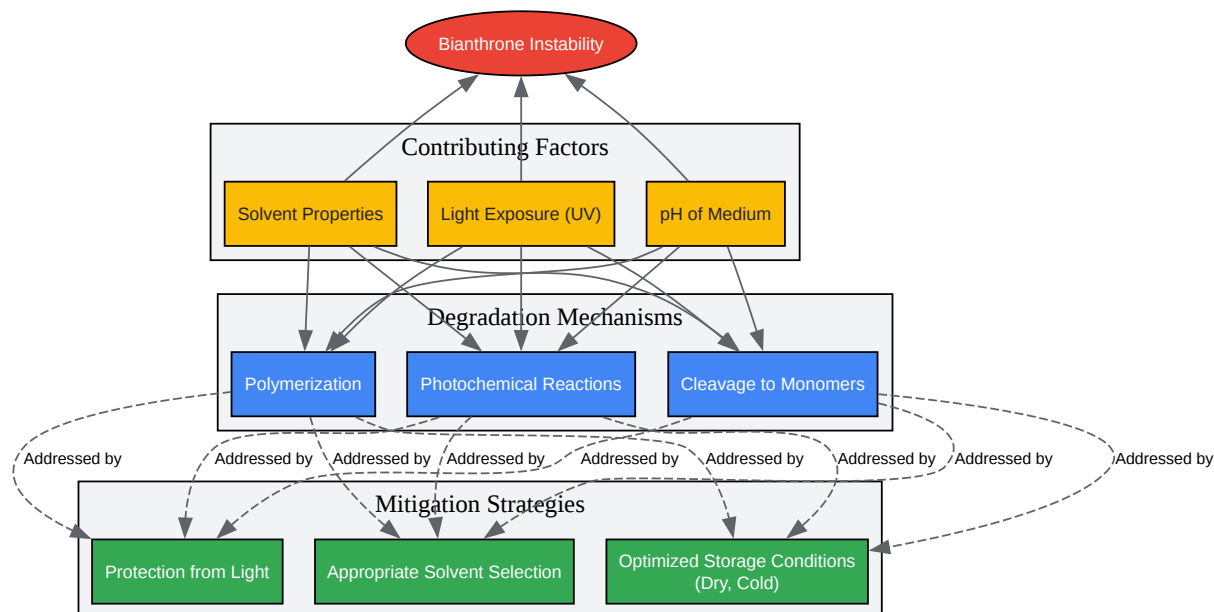 Bianthrone Instability
Contributing Factors
Solvent Properties
Light Exposure (UV)
pH of Medium
Degradation Mechanisms
Polymerization
Photochemical Reactions
Cleavage to Monomers
Addressed by
Addressed by
Addressed by
Addressed by
Addressed by
Addressed by
Addressed by
Addressed by
Addressed by
Mitigation Strategies
Protection from Light
Appropriate Solvent Selection
Optimized Storage Conditions
(Dry, Cold)